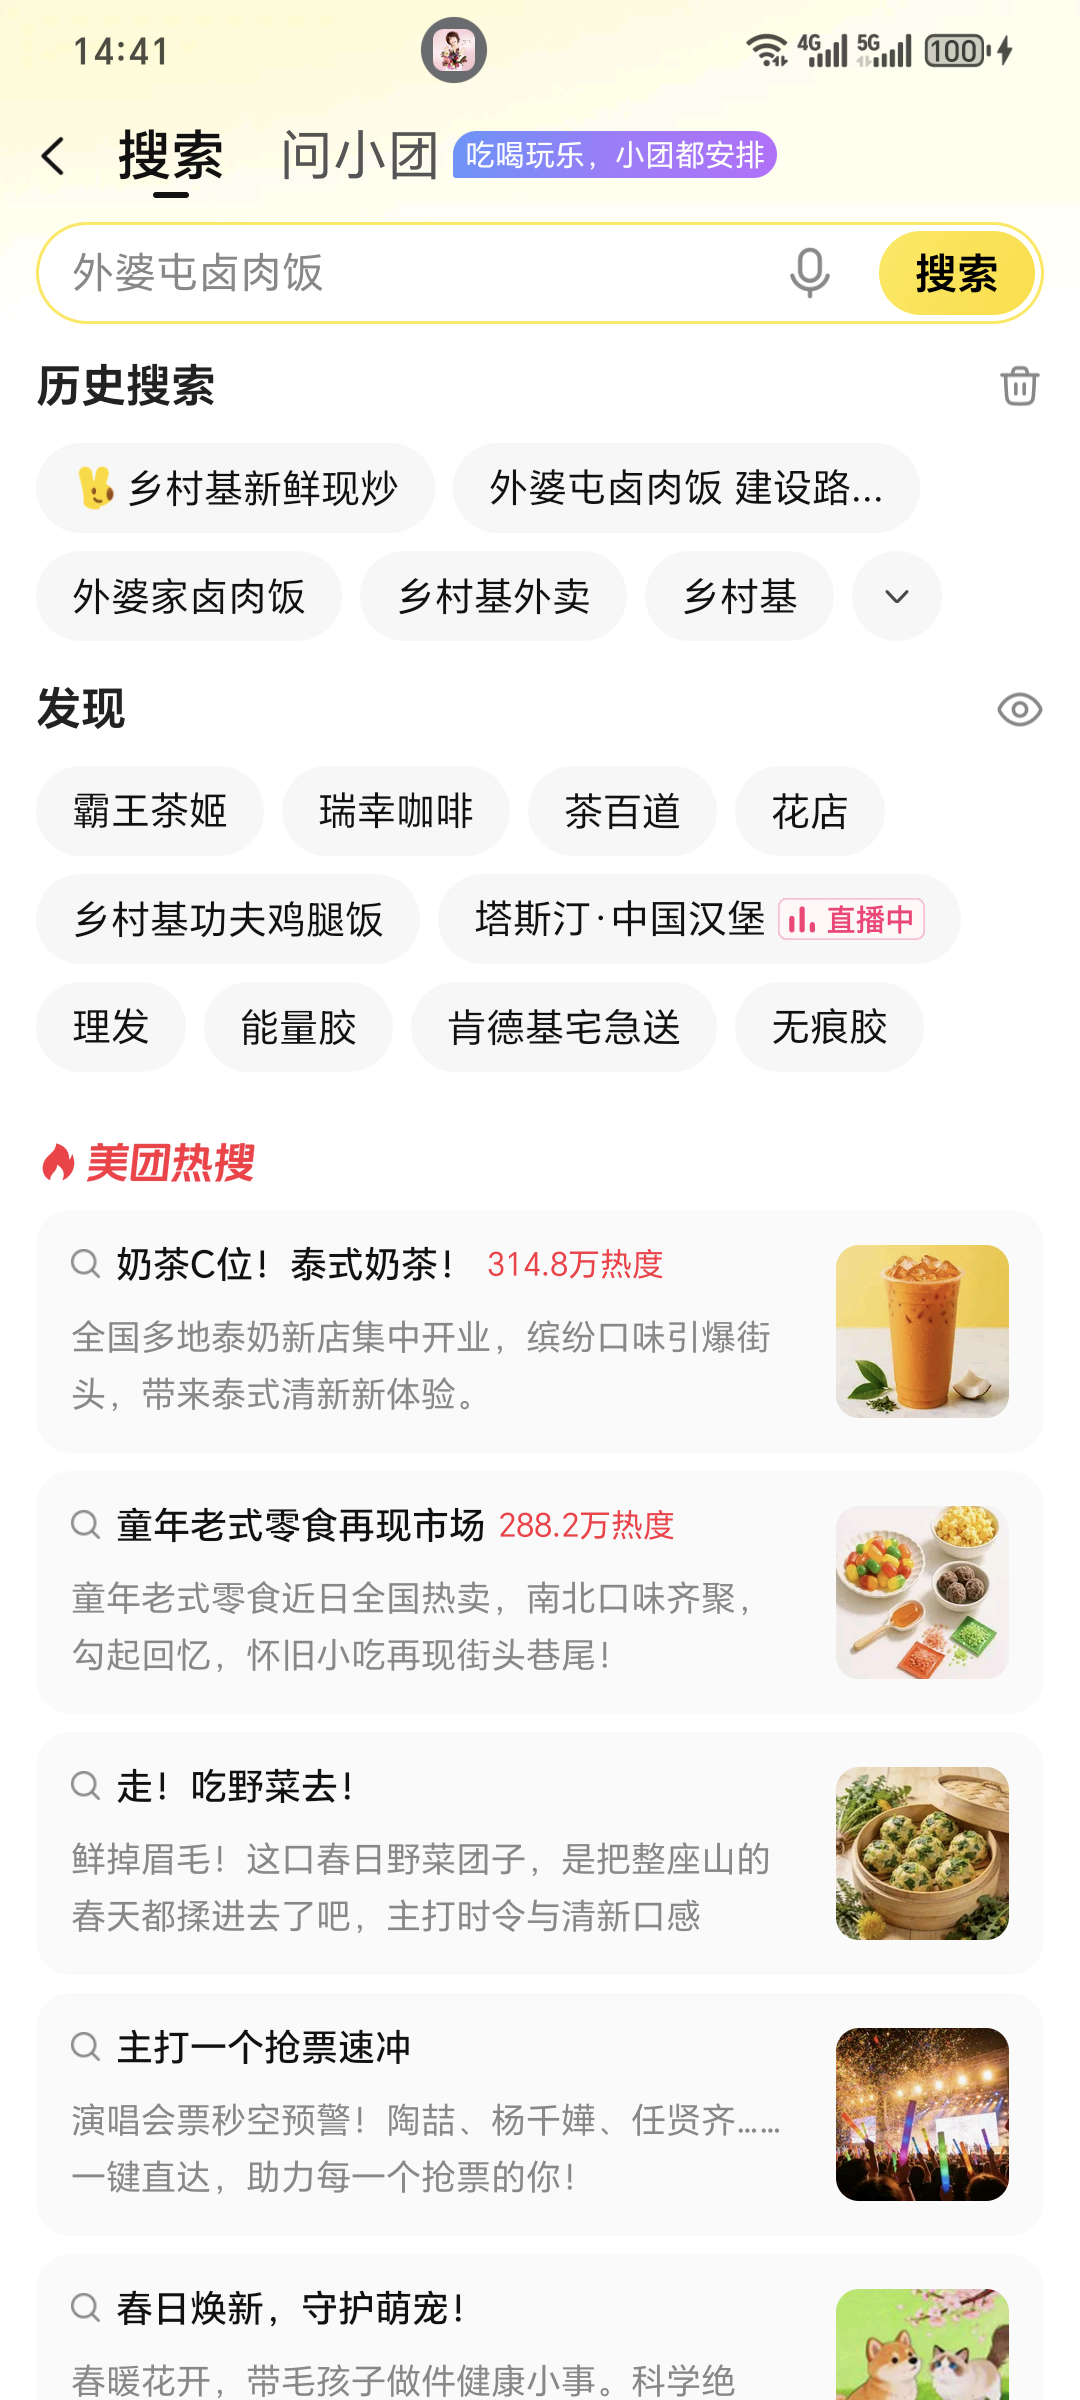 14:41
4G
5G
100
搜索
问小团
吃喝玩乐，小团都安排
外婆屯卤肉饭
搜索
历史搜索
乡村基新鲜现炒
外婆屯卤肉饭 建设路...
外婆家卤肉饭
乡村基外卖
乡村基
发现
霸王茶姬
瑞幸咖啡
茶百道
花店
乡村基功夫鸡腿饭
塔斯汀·中国汉堡 直播中
理发
能量胶
肯德基宅急送
无痕胶
美团热搜
奶茶C位！泰式奶茶！ 314.8万热度
全国多地泰奶新店集中开业，缤纷口味引爆街
头，带来泰式清新新体验。
童年老式零食再现市场 288.2万热度
童年老式零食近日全国热卖，南北口味齐聚，
勾起回忆，怀旧小吃再现街头巷尾！
走！吃野菜去！
鲜掉眉毛！这口春日野菜团子，是把整座山的
春天都揉进去了吧，主打时令与清新口感
主打一个抢票速冲
演唱会票秒空预警！陶喆、杨千嬅、任贤齐……
一键直达，助力每一个抢票的你！
春日焕新，守护萌宠！
春暖花开，带毛孩子做件健康小事。科学绝